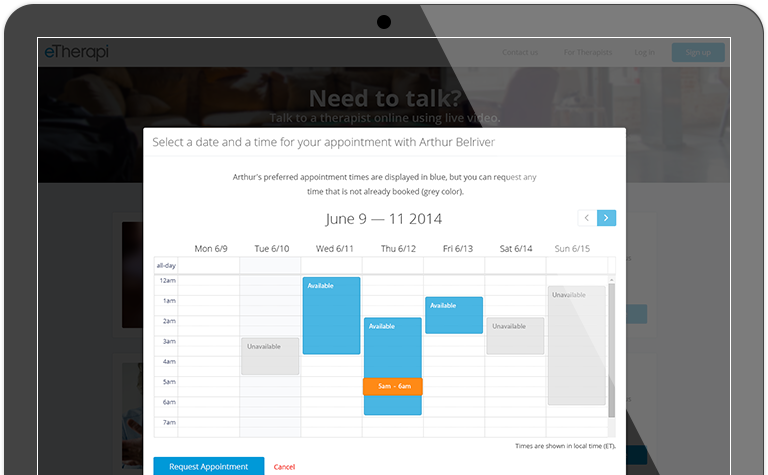 eTherapi
Contact us
For Therapists
Log in
Sign up
Need to talk?
Talk to a therapist online using live video.
Select a date and a time for your appointment with Arthur Belriver
Arthur's preferred appointment times are displayed in blue, but you can request any
time that is not already booked (grey color).
June 9 — 11 2014
Mon 6/9 Tue 6/10 Wed 6/11 Thu 6/12 Fri 6/13 Sat 6/14 Sun 6/15
all-day
12am
Available
Unavailable
1am
Available
2am
Available
Unavailable
3am
Unavailable
4am
5am
5am – 6am
6am
7am
Times are shown in local time (ET).
Request Appointment
Cancel